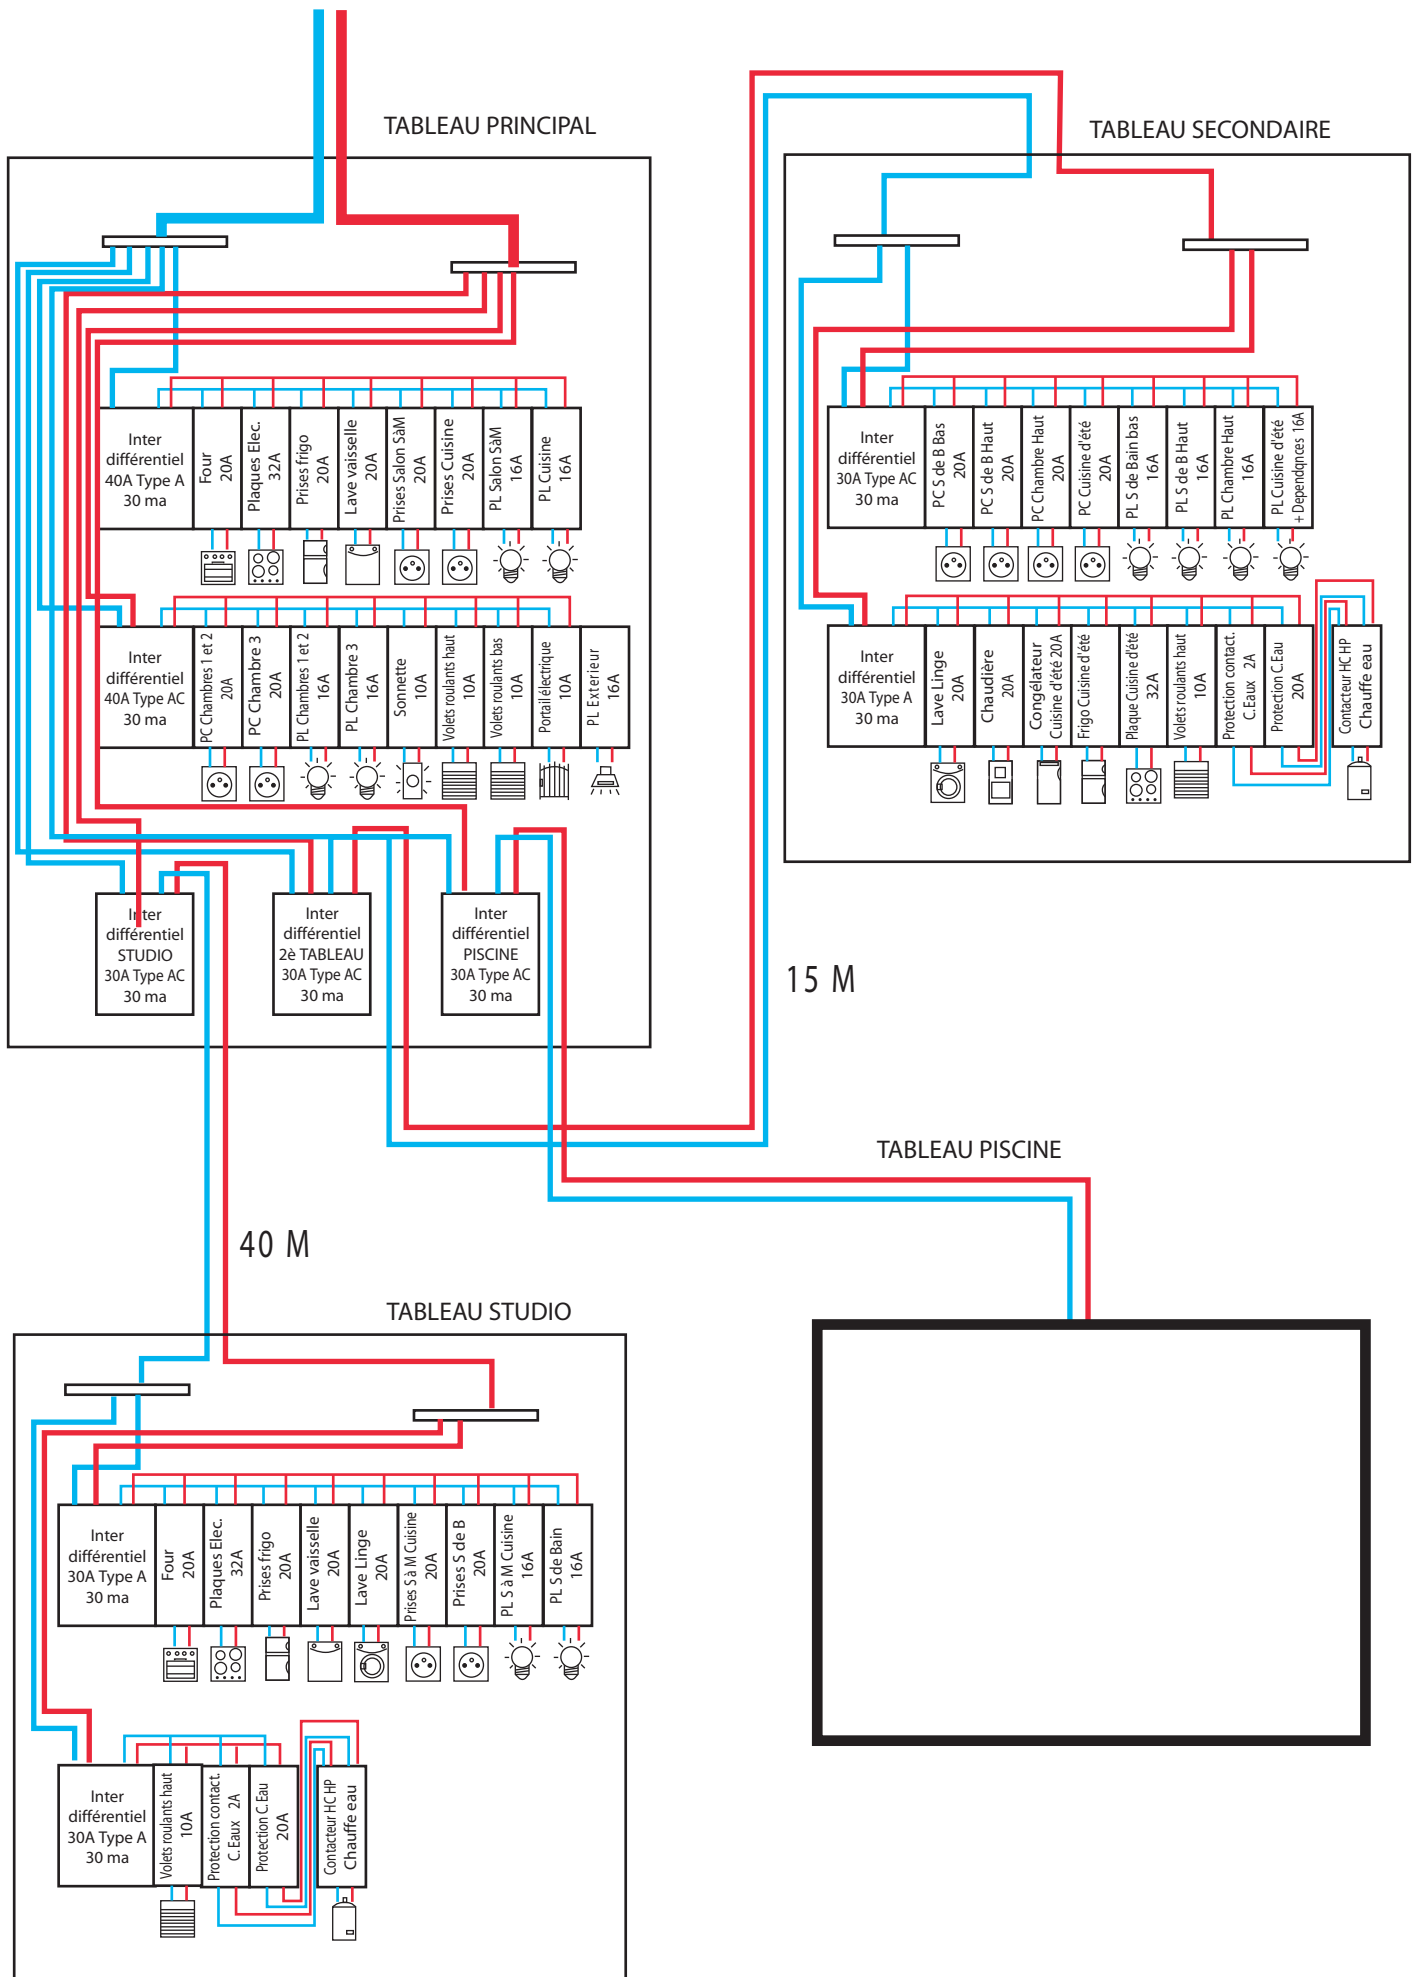 TABLEAU PRINCIPAL
Inter
différentiel
40A Type A
30 ma
Four
20A
Plaques Elec.
32A
Prises frigo
20A
Lave vaisselle
20A
Prises Salon SàM
20A
Prises Cuisine
20A
PL Salon SàM
16A
PL Cuisine
16A
Inter
différentiel
40A Type AC
30 ma
PC Chambres 1 et 2
20A
PC Chambre 3
20A
PL Chambres 1 et 2
16A
PL Chambre 3
16A
Sonnette
10A
Volets roulants haut
10A
Volets roulants bas
10A
Portail électrique
10A
PL Exterieur
16A
Inter
différentiel
STUDIO
30A Type AC
30 ma
Inter
différentiel
2è TABLEAU
30A Type AC
30 ma
Inter
différentiel
PISCINE
30A Type AC
30 ma
TABLEAU SECONDAIRE
Inter
différentiel
30A Type AC
30 ma
PC S de B Bas
20A
PC S de B Haut
20A
PC Chambre Haut
20A
PC Cuisine d'été
20A
PL S de Bain bas
16A
PL S de B Haut
16A
PL Chambre Haut
16A
PL Cuisine d'été
+ Dependqnces 16A
Inter
différentiel
30A Type A
30 ma
Lave Linge
20A
Chaudière
20A
Congélateur
Cuisine d'été 20A
Frigo Cuisine d'été
Plaque Cuisine d'été
32A
Volets roulants haut
10A
Protection contact.
C.Eaux 2A
Protection C.Eau
20A
Contacteur HC HP
Chauffe eau
15 M
TABLEAU PISCINE
40 M
TABLEAU STUDIO
Inter
différentiel
30A Type A
30 ma
Four
20A
Plaques Elec.
32A
Prises frigo
20A
Lave vaisselle
20A
Lave Linge
20A
Prises S à M Cuisine
20A
Prises S de B
20A
PL S à M Cuisine
16A
PL S de Bain
16A
Inter
différentiel
30A Type A
30 ma
Volets roulants haut
10A
Protection contact.
C.Eaux 2A
Protection C.Eau
20A
Contacteur HC HP
Chauffe eau